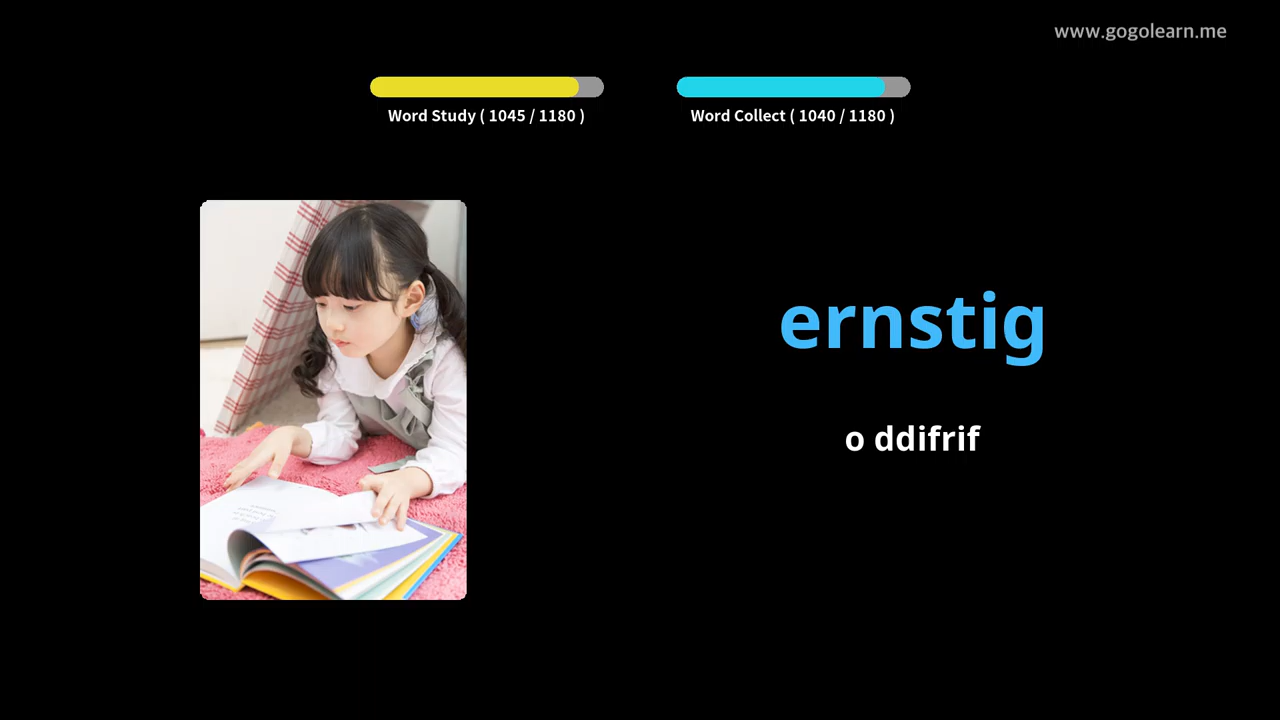 www.gogolearn.me
Word Study ( 1045 / 1180 )
Word Collect ( 1040 / 1180 )
ernstig
o ddifrif